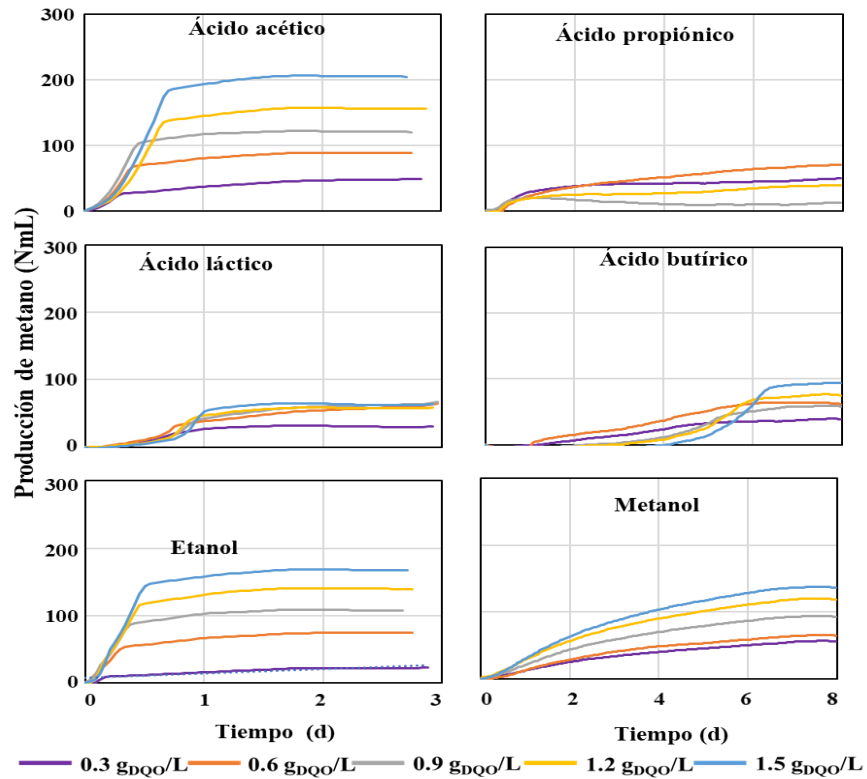 Producción de metano (NmL)
300
200
100
0
Ácido acético
Ácido propiónico
300
200
100
0
Ácido láctico
Ácido butírico
300
200
100
0
Etanol
Metanol
0 1 2 3
0 2 4 6 8
Tiempo (d)
Tiempo (d)
0.3 gDQO/L 0.6 gDQO/L 0.9 gDQO/L 1.2 gDQO/L 1.5 gDQO/L